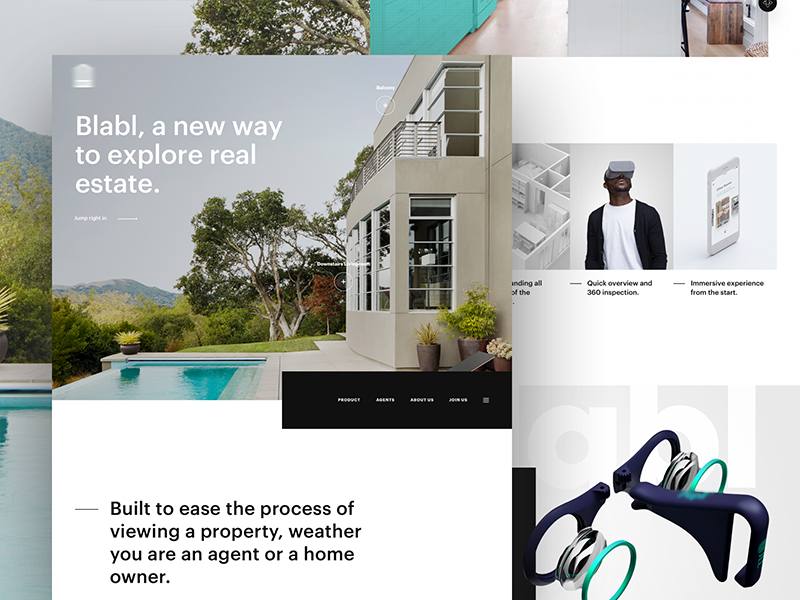 Balcony
Blabl, a new way
to explore real
estate.
Jump right in
Downstairs Livingroom
PRODUCT AGENTS ABOUT US JOIN US
Built to ease the process of
viewing a property, weather
you are an agent or a home
owner.
anding all
of the
Quick overview and
360 inspection.
Immersive experience
from the start.
abl